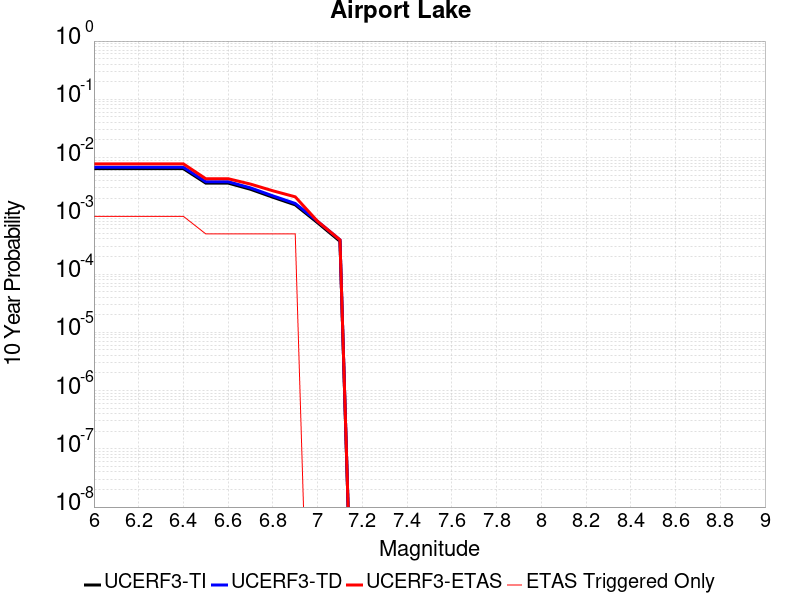 Airport Lake
10 Year Probability
10^0
10^-1
10^-2
10^-3
10^-4
10^-5
10^-6
10^-7
10^-8
6 6.2 6.4 6.6 6.8 7 7.2 7.4 7.6 7.8 8 8.2 8.4 8.6 8.8 9
Magnitude
UCERF3-TI UCERF3-TD UCERF3-ETAS ETAS Triggered Only